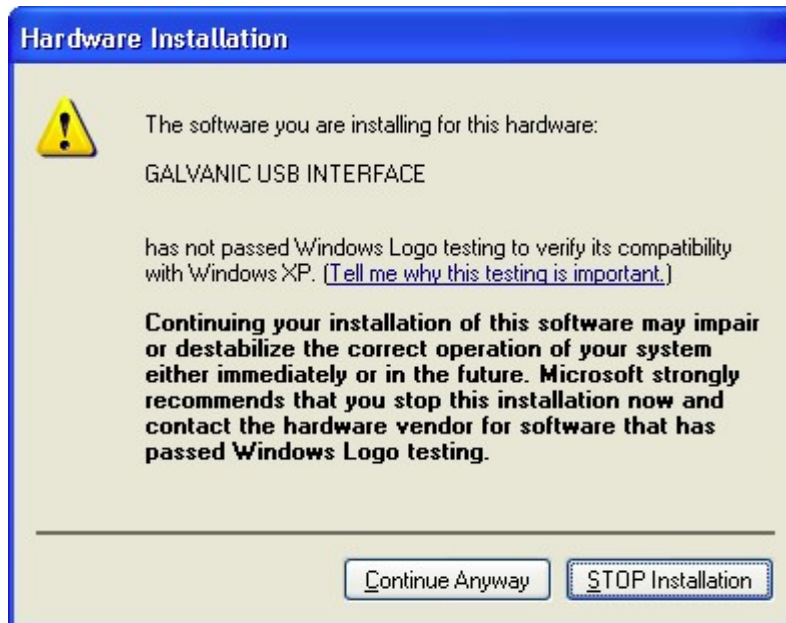 Hardware Installation
The software you are installing for this hardware:
GALVANIC USB INTERFACE
has not passed Windows Logo testing to verify its compatibility
with Windows XP. (Tell me why this testing is important.)
Continuing your installation of this software may impair
or destabilize the correct operation of your system
either immediately or in the future. Microsoft strongly
recommends that you stop this installation now and
contact the hardware vendor for software that has
passed Windows Logo testing.
Continue Anyway
STOP Installation